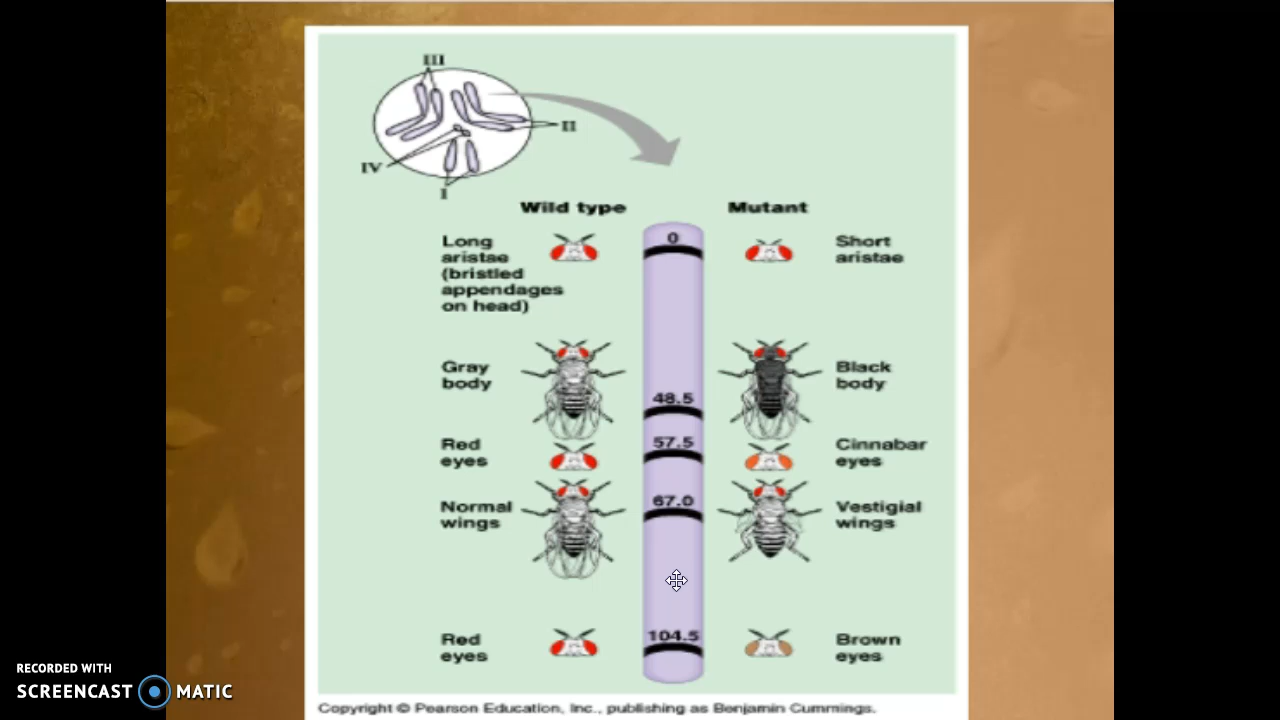 III
II
IV
I
Wild type
Mutant
0
Long
aristae
(bristled
appendages
on head)
Short
aristae
Gray
body
48.5
Black
body
Red
eyes
57.5
Cinnabar
eyes
Normal
wings
67.0
Vestigial
wings
Red
eyes
104.5
Brown
eyes
RECORDED WITH
SCREENCAST MATIC
Copyright © Pearson Education, Inc., publishing as Benjamin Cummings.